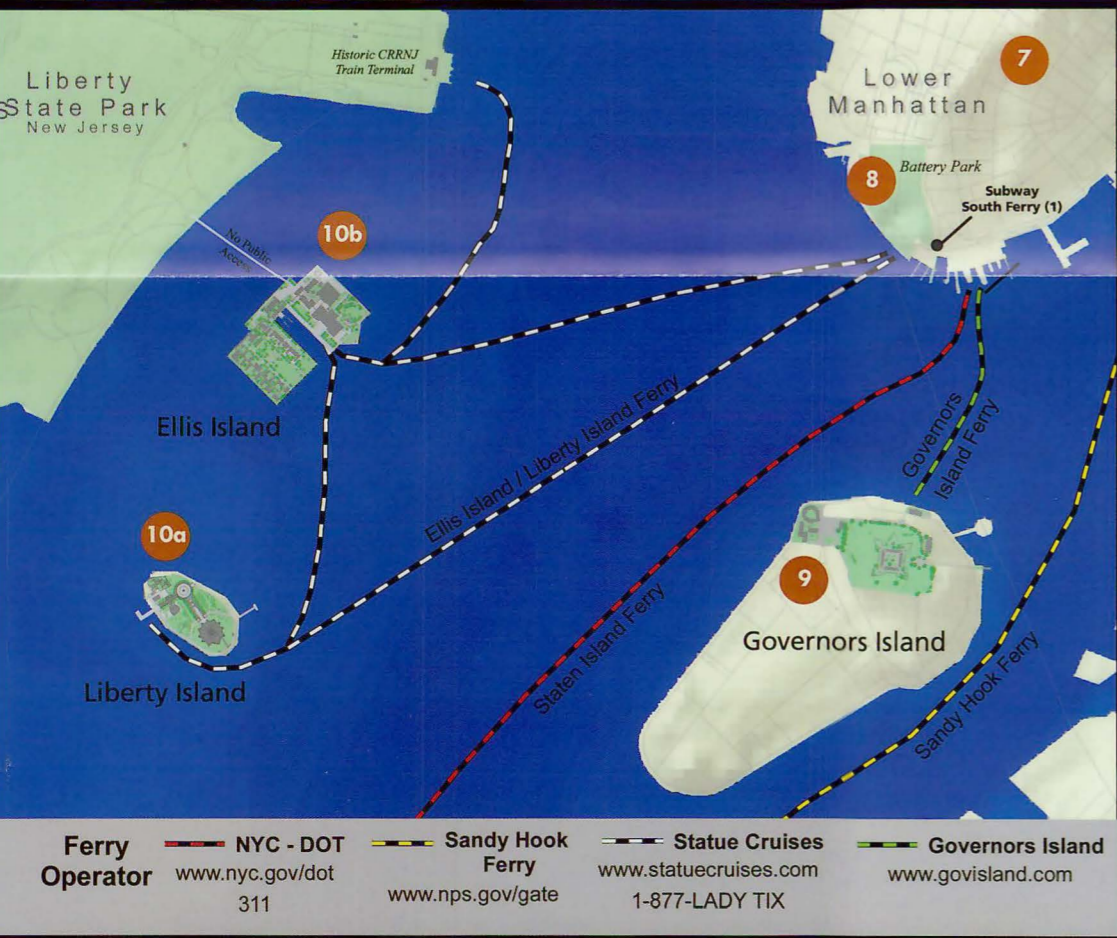 Historic CRRNJ
Train Terminal
Liberty
State Park
New Jersey
Lower
Manhattan
7
8
Battery Park
Subway
South Ferry (1)
No Public
Access
10b
Ellis Island
Ellis Island / Liberty Island Ferry
Governors
Island Ferry
10a
Liberty Island
Staten Island Ferry
9
Governors Island
Sandy Hook Ferry
Ferry
Operator
NYC - DOT
www.nyc.gov/dot
311
Sandy Hook
Ferry
www.nps.gov/gate
Statue Cruises
www.statuecruises.com
1-877-LADY TIX
Governors Island
www.govisland.com